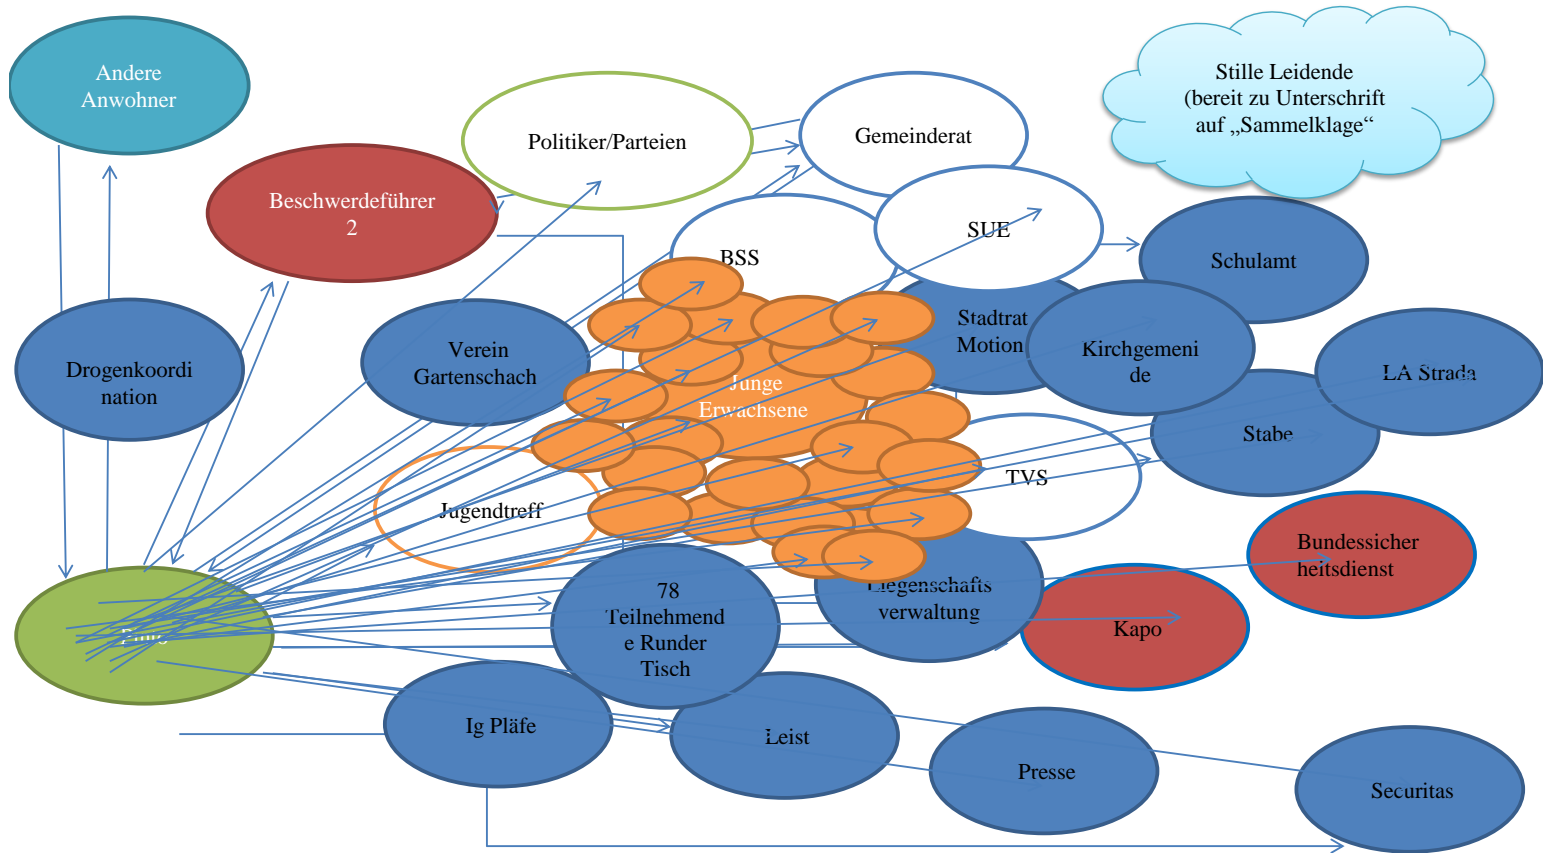 Andere
Anwohner
Stille Leidende
(bereit zu Unterschrift
auf „Sammelklage“
Politiker/Parteien
Gemeinderat
Beschwerdeführer
2
SUE
BSS
Schulamt
Stadtrat
Motion
Verein
Gartenschach
Kirchgemeini
de
Drogenkoordi
nation
LA Strada
Junge
Erwachsene
Stabe
TVS
Jugendtreff
Bundessicher
heitsdienst
78
Teilnehmend
e Runder
Tisch
Liegenschafts
verwaltung
Kapo
Ig Pläfe
Leist
Presse
Securitas